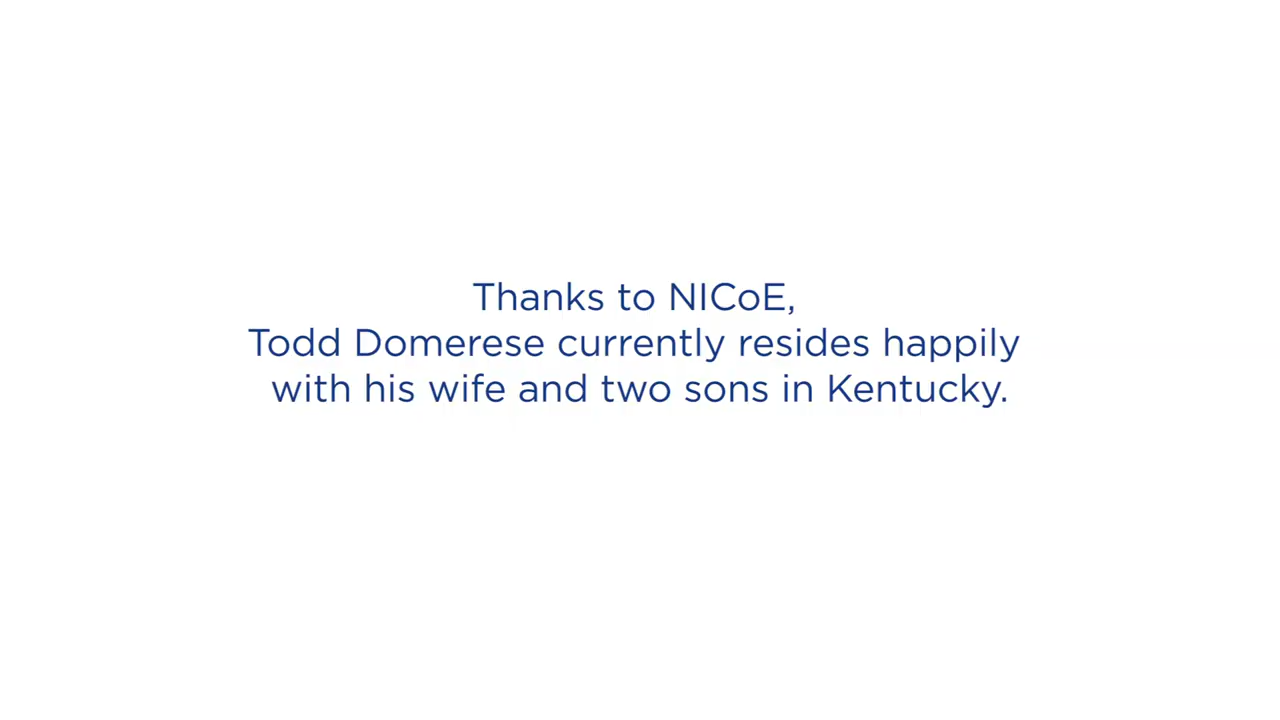 Thanks to NICoE,
Todd Domerese currently resides happily
with his wife and two sons in Kentucky.